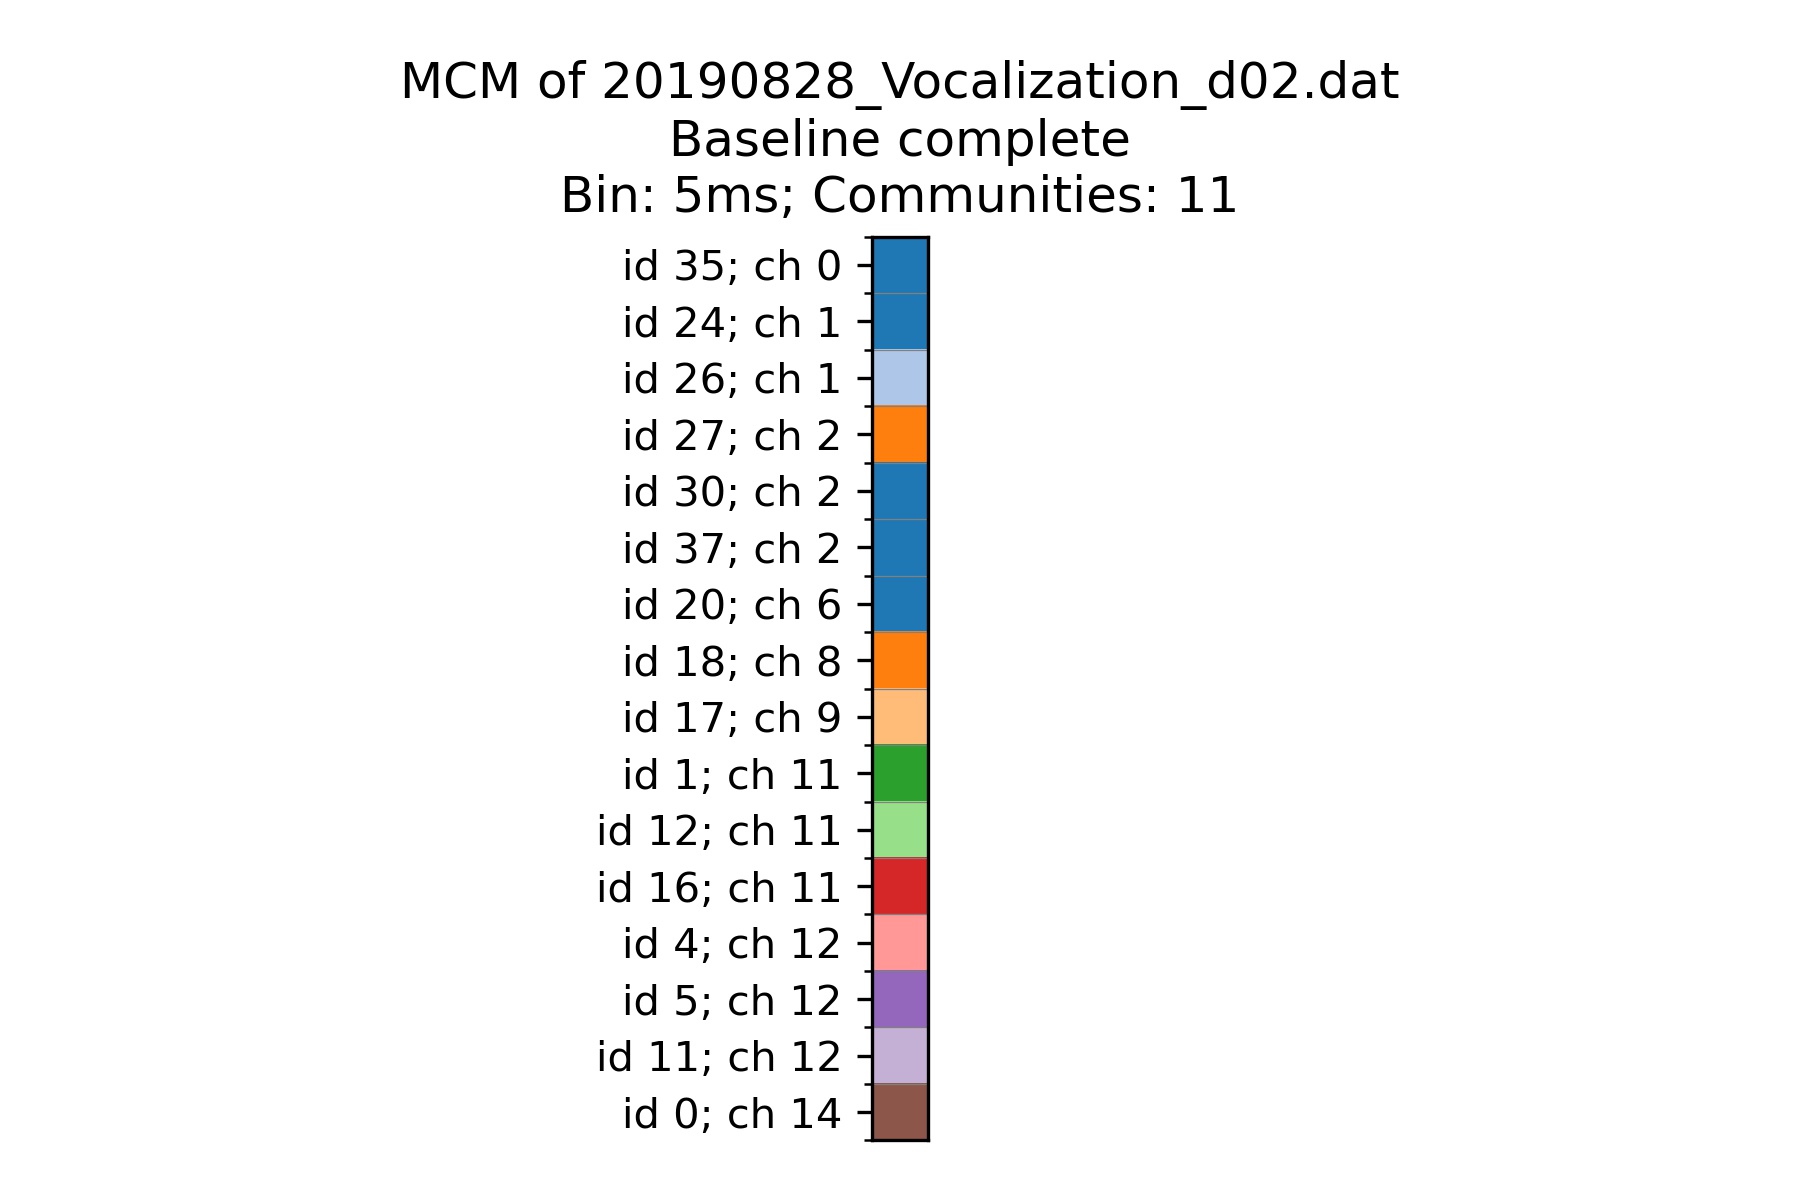 MCM of 20190828_Vocalization_d02.dat
Baseline complete
Bin: 5ms; Communities: 11
id 35; ch 0
id 24; ch 1
id 26; ch 1
id 27; ch 2
id 30; ch 2
id 37; ch 2
id 20; ch 6
id 18; ch 8
id 17; ch 9
id 1; ch 11
id 12; ch 11
id 16; ch 11
id 4; ch 12
id 5; ch 12
id 11; ch 12
id 0; ch 14